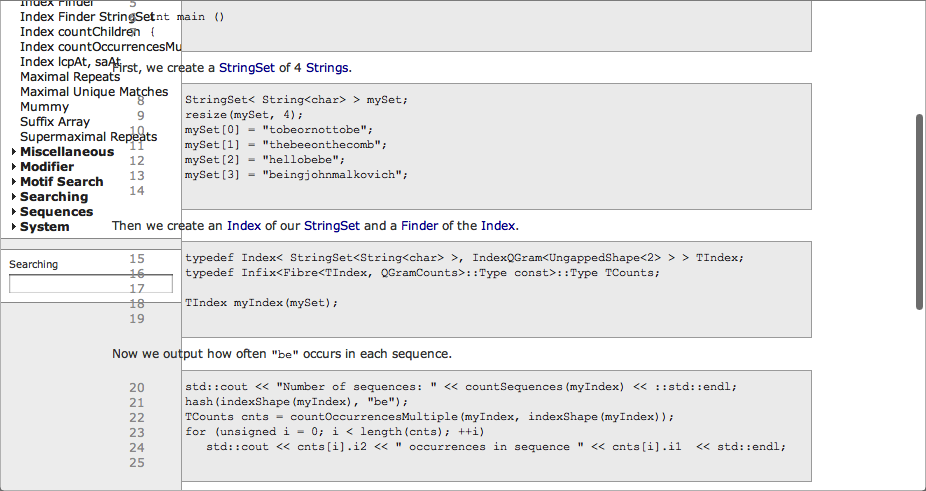 Index Finder
Index Finder StringSet
Index countChildren
Index countOccurrencesMu
Index lcpAt, saAt
Maximal Repeats
Maximal Unique Matches
Mummy
Suffix Array
Supermaximal Repeats
Miscellaneous
Modifier
Motif Search
Searching
Sequences
System
Searching
5
6 int main ()
7 {
First, we create a StringSet of 4 Strings.
8 StringSet< String<char> > mySet;
9 resize(mySet, 4);
10 mySet[0] = "tobeornottobe";
11 mySet[1] = "thebeeonthecomb";
12 mySet[2] = "hellobebe";
13 mySet[3] = "beingjohnmalkovich";
14
Then we create an Index of our StringSet and a Finder of the Index.
15 typedef Index< StringSet<String<char> >, IndexQGram<UngappedShape<2> > > TIndex;
16 typedef Infix<Fibre<TIndex, QGramCounts>::Type const>::Type TCounts;
17
18 TIndex myIndex(mySet);
19
Now we output how often "be" occurs in each sequence.
20 std::cout << "Number of sequences: " << countSequences(myIndex) << ::std::endl;
21 hash(indexShape(myIndex), "be");
22 TCounts cnts = countOccurrencesMultiple(myIndex, indexShape(myIndex));
23 for (unsigned i = 0; i < length(cnts); ++i)
24 std::cout << cnts[i].i2 << " occurrences in sequence " << cnts[i].i1 << std::endl;
25